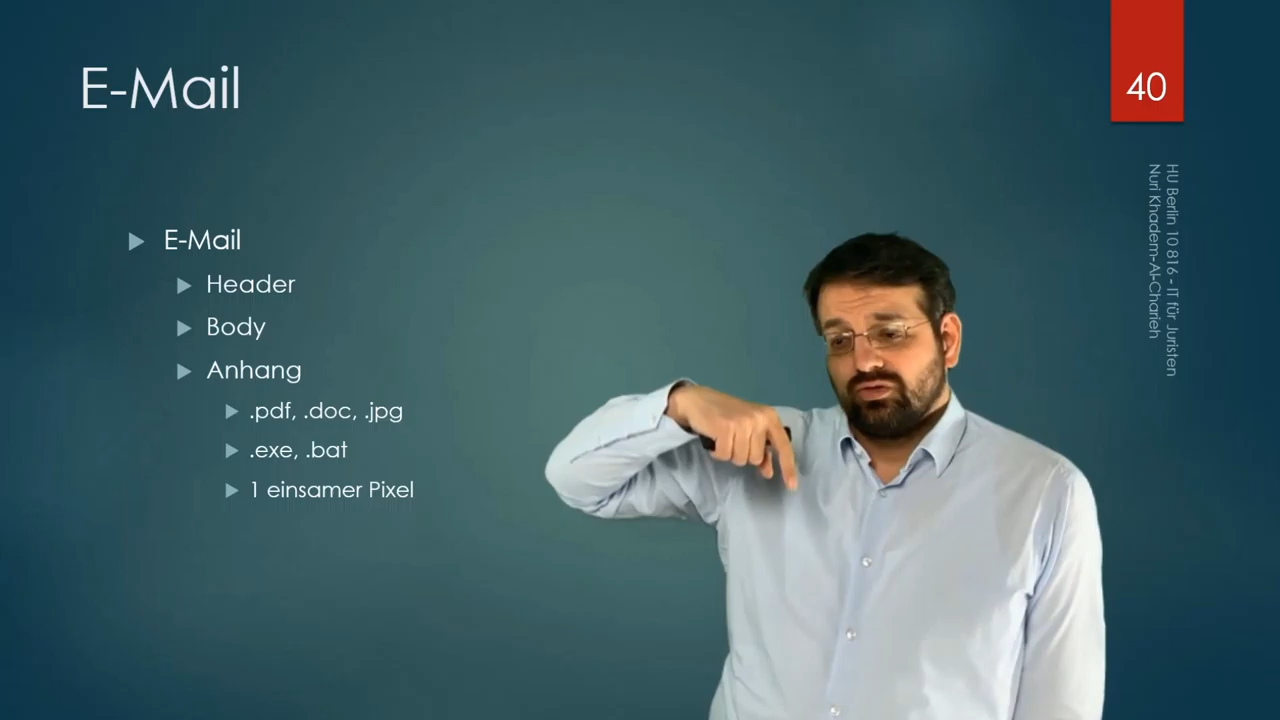 E-Mail
40
HU Berlin 10 816 - IT für Juristen
Nuri Khadem-Al-Charieh
E-Mail
Header
Body
Anhang
.pdf, .doc, .jpg
.exe, .bat
1 einsamer Pixel